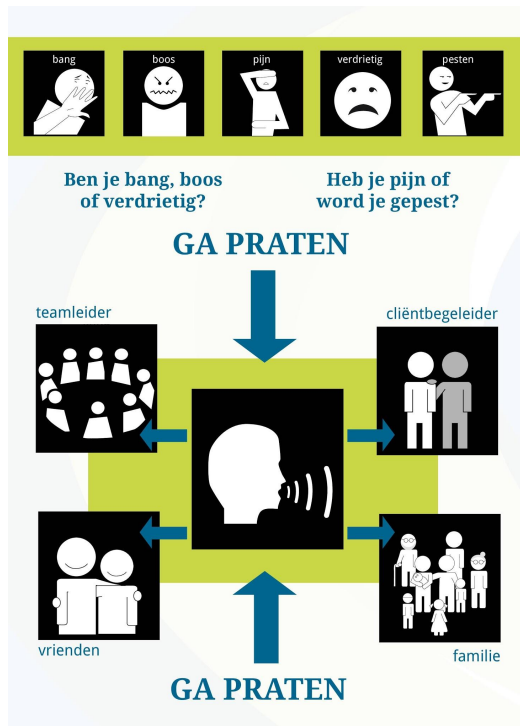 bang
boos
pijn
verdrietig
pesten
Ben je bang, boos
of verdrietig?
Heb je pijn of
word je gepest?
GA PRATEN
teamleider
cliëntbegeleider
vrienden
familie
GA PRATEN